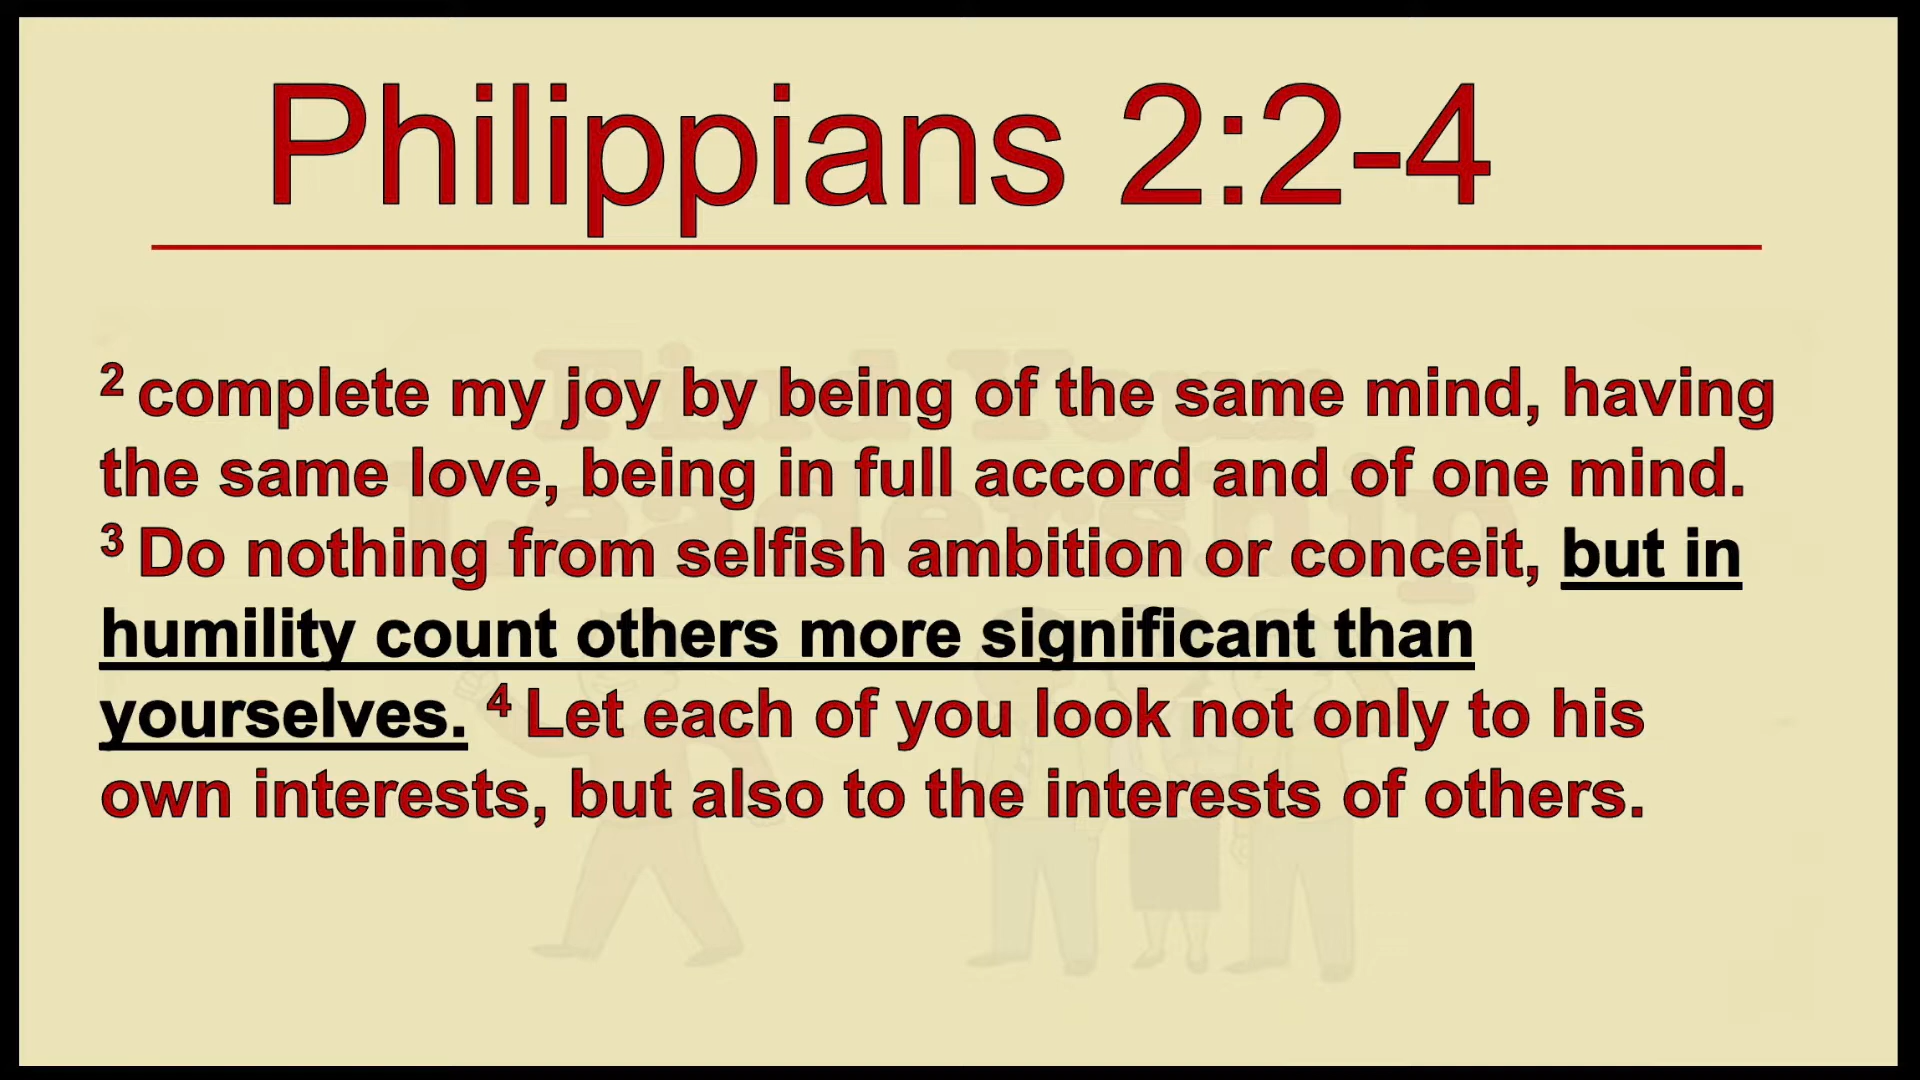 Philippians 2:2-4
Find Your
Leadership
2 complete my joy by being of the same mind, having
the same love, being in full accord and of one mind.
3 Do nothing from selfish ambition or conceit, but in
humility count others more significant than
yourselves. 4 Let each of you look not only to his
own interests, but also to the interests of others.